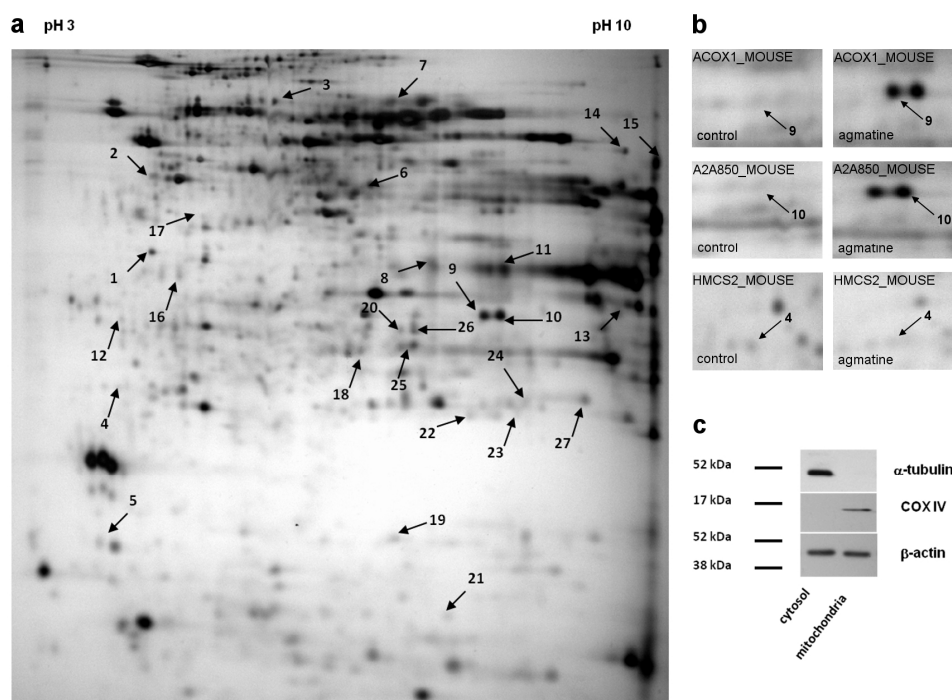 a pH 3 pH 10
7
3
14
15
2
6
17
11
8
9
1
20
26
10
16
13
12
24
18
25
4
22
23
27
5
19
21
b
ACOX1_MOUSE ACOX1_MOUSE
9 9
control agmatine
A2A850_MOUSE A2A850_MOUSE
10 10
control agmatine
HMCS2_MOUSE HMCS2_MOUSE
4 4
control agmatine
c
52 kDa α-tubulin
17 kDa COX IV
52 kDa
β-actin
38 kDa
cytosol
mitochondria